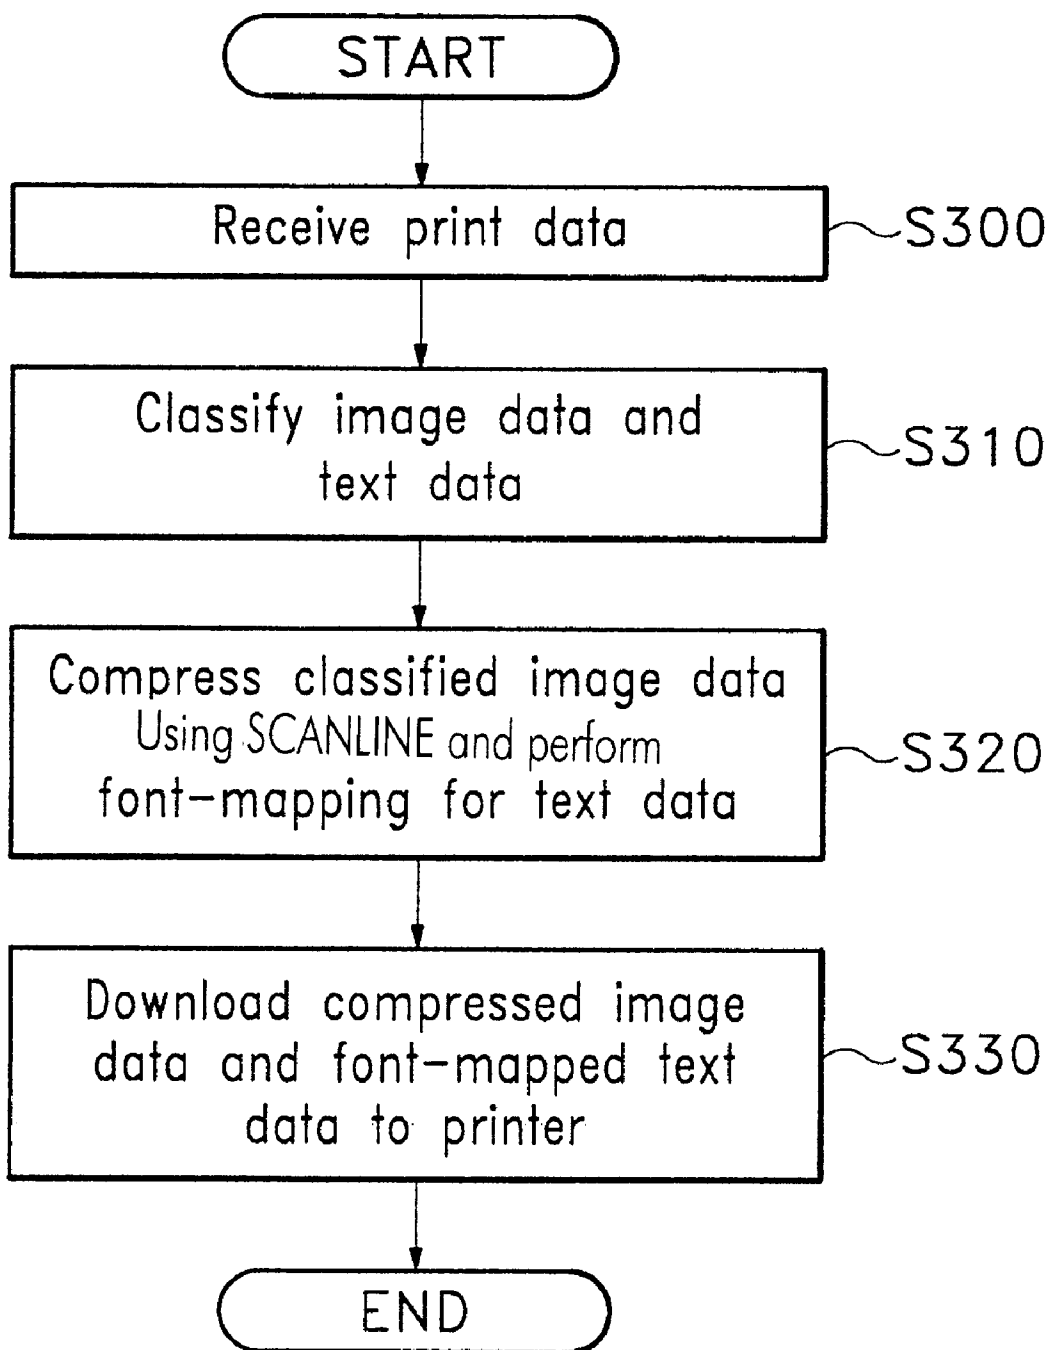 START
Receive print data
S300
Classify image data and
text data
S310
Compress classified image data
Using SCANLINE and perform
font-mapping for text data
S320
Download compressed image
data and font-mapped text
data to printer
S330
END